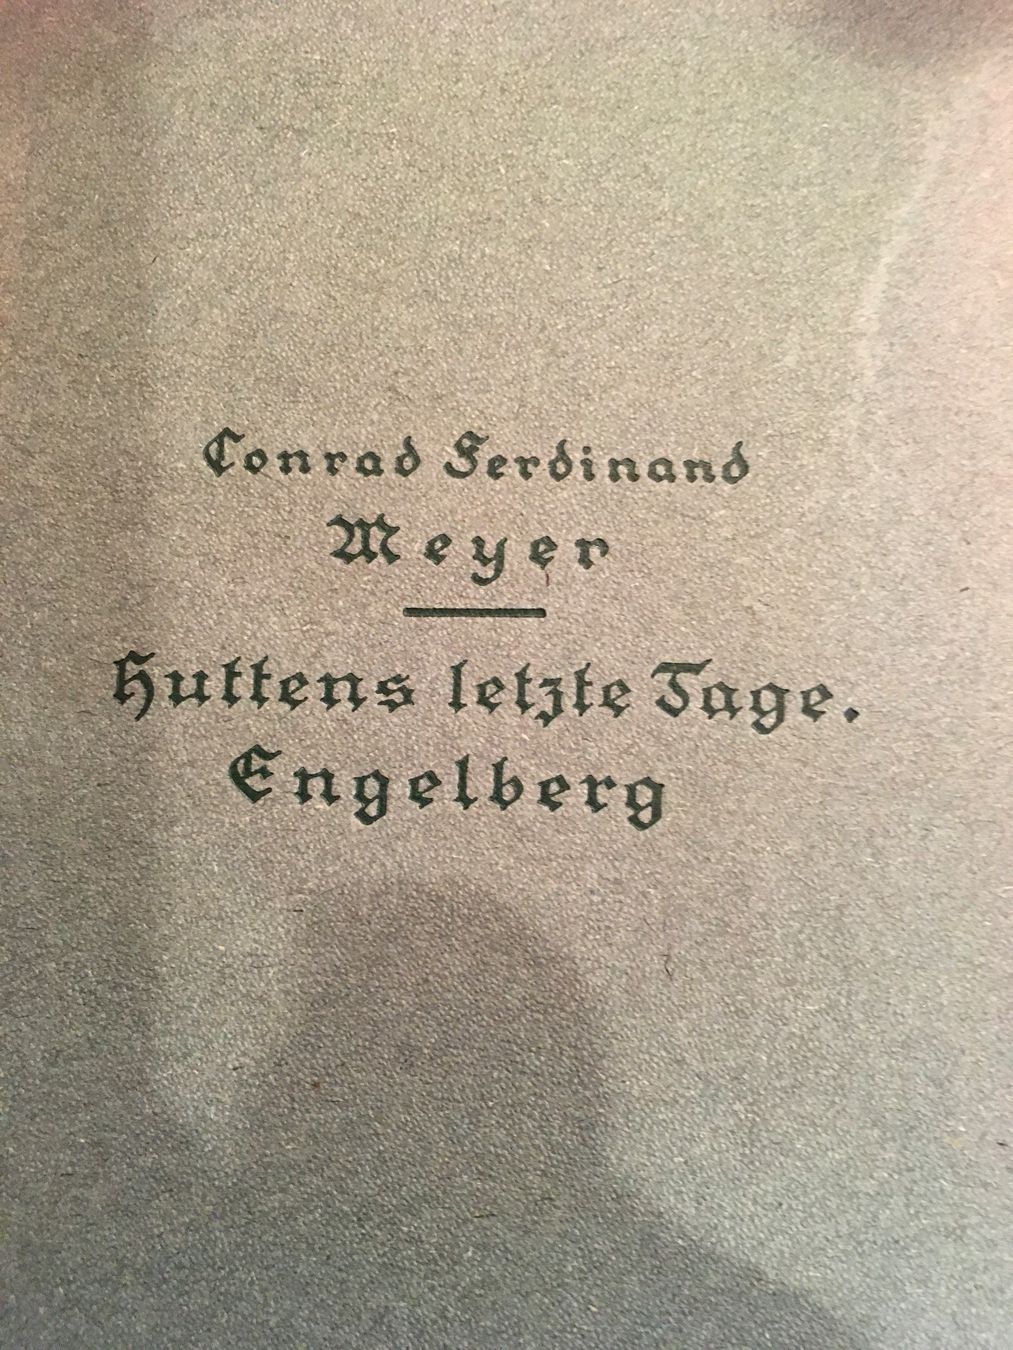 Conrad Ferdinand
Meyer
Huttens letzte Tage.
Engelberg